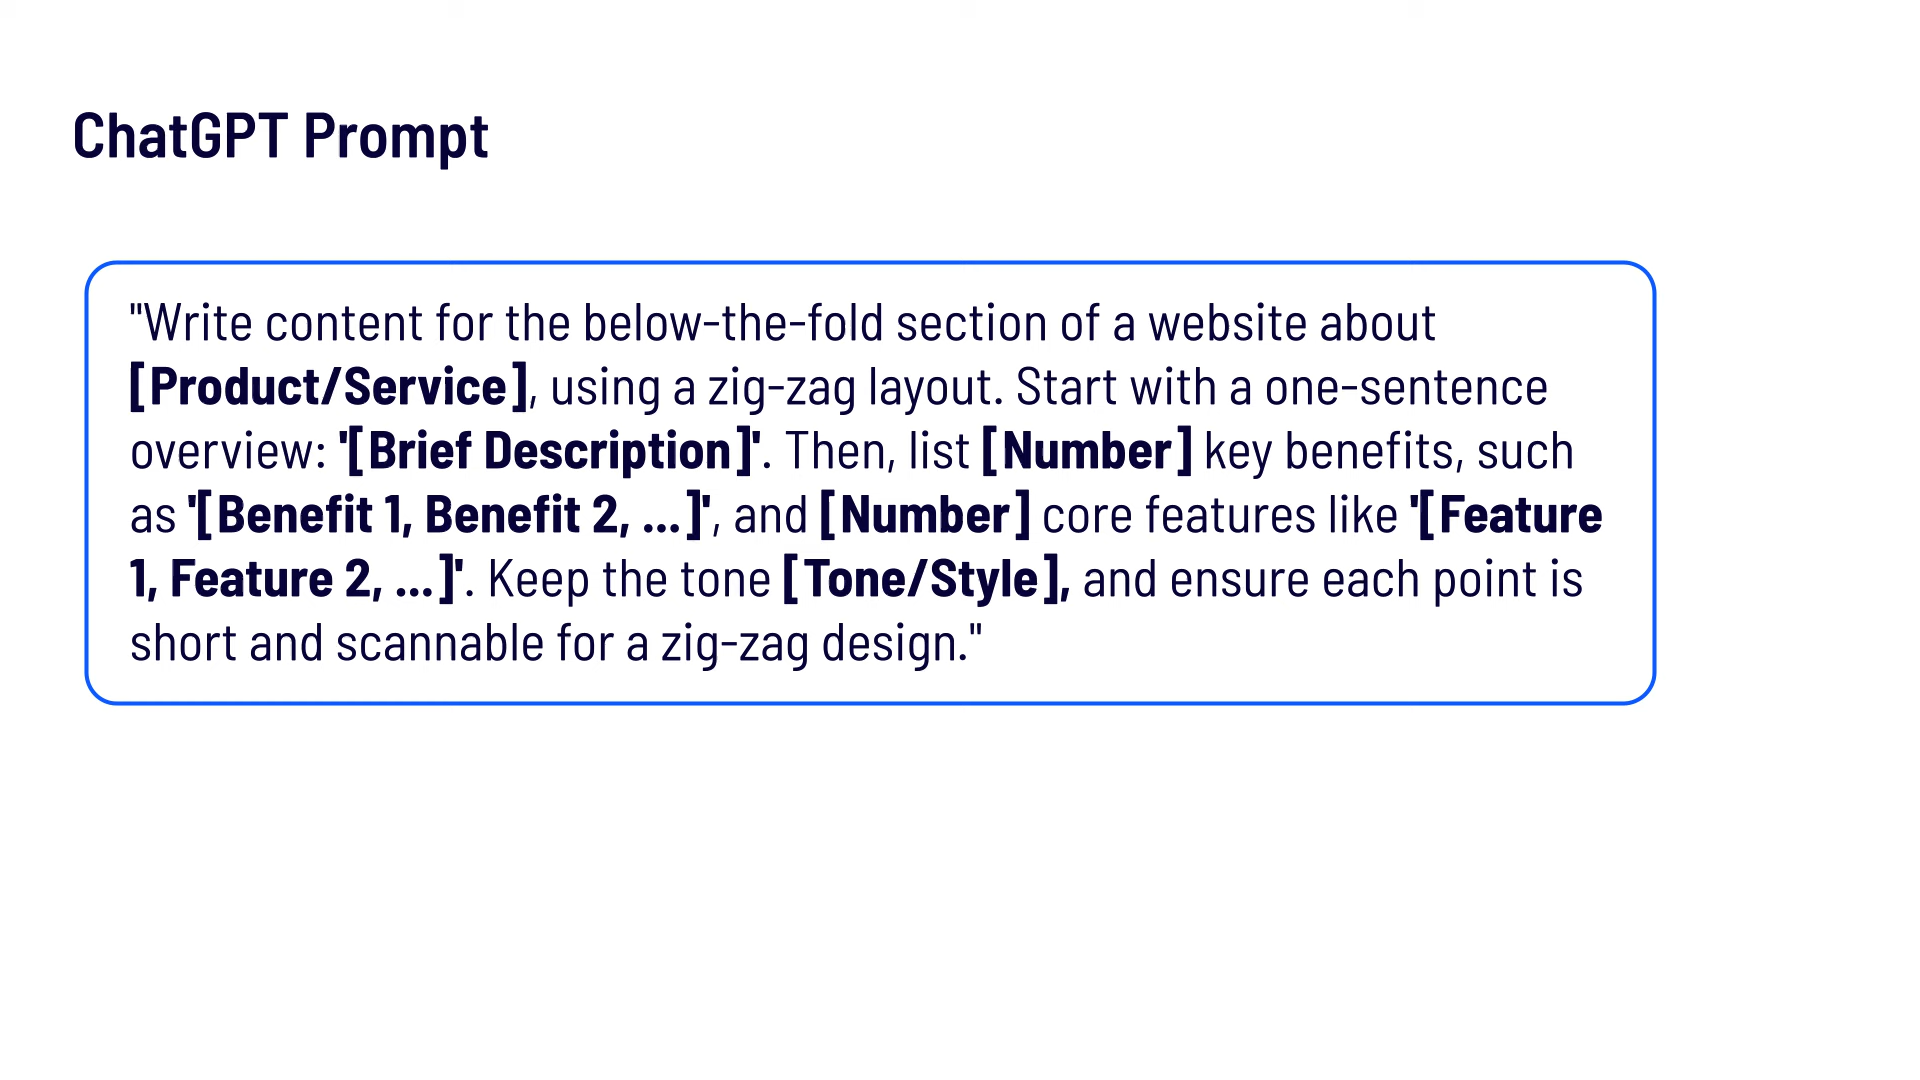 ChatGPT Prompt
"Write content for the below-the-fold section of a website about
[Product/Service], using a zig-zag layout. Start with a one-sentence
overview: '[Brief Description]'. Then, list [Number] key benefits, such
as '[Benefit 1, Benefit 2, ...]', and [Number] core features like '[Feature
1, Feature 2, ...]'. Keep the tone [Tone/Style], and ensure each point is
short and scannable for a zig-zag design."